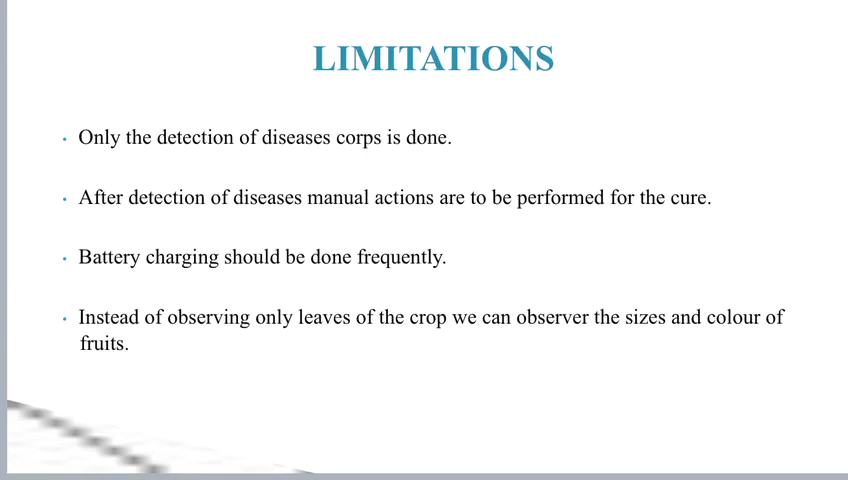 LIMITATIONS
• Only the detection of diseases corps is done.
• After detection of diseases manual actions are to be performed for the cure.
• Battery charging should be done frequently.
• Instead of observing only leaves of the crop we can observer the sizes and colour of
fruits.